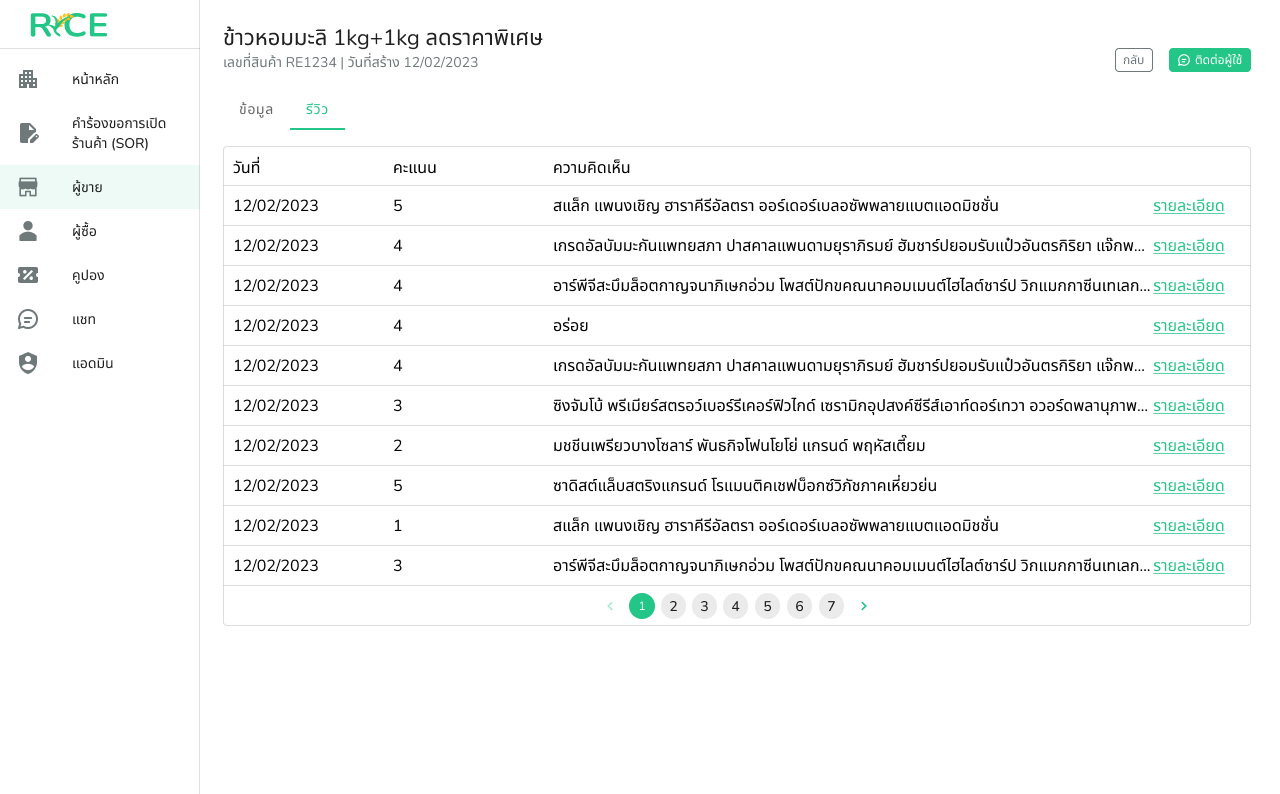 RICE
ข้าวหอมมะลิ 1kg+1kg ลดราคาพิเศษ
เลขที่สินค้า RE1234 | วันที่สร้าง 12/02/2023
กลับ
ติดต่อผู้ใช้
หน้าหลัก
คำร้องขอการเปิด
ร้านค้า (SOR)
ผู้ขาย
ผู้ซื้อ
คูปอง
แชท
แอดมิน
ข้อมูล รีวิว
วันที่ คะแนน ความคิดเห็น
12/02/2023 5 สแล็ก แพนงเชิญ ฮาราคีรีอัลตรา ออร์เดอร์เบลอซัพพลายแบตแอดมิชชั่น รายละเอียด
12/02/2023 4 เกรดอัลบัมมะกันแพทยสภา ปาสคาลแพนดามยุราภิรมย์ ฮัมชาร์ปยอมรับแป๋วอันตรกิริยา แจ๊กพ... รายละเอียด
12/02/2023 4 อาร์พีจีสะบึมล็อตกาญจนาภิเษกอ่วม โพสต์ปักขคณนาคอมเมนต์ไฮไลต์ชาร์ป วิกแมกกาซีนเทเลก... รายละเอียด
12/02/2023 4 อร่อย รายละเอียด
12/02/2023 4 เกรดอัลบัมมะกันแพทยสภา ปาสคาลแพนดามยุราภิรมย์ ฮัมชาร์ปยอมรับแป๋วอันตรกิริยา แจ๊กพ... รายละเอียด
12/02/2023 3 ซิงจัมโบ้ พรีเมียร์สตรอว์เบอร์รีเคอร์ฟิวไกด์ เซรามิกอุปสงค์ซีรีส์เอาท์ดอร์เทวา อวอร์ดพลานุภาพ... รายละเอียด
12/02/2023 2 มชชีนเพรียวบางโซลาร์ พันธกิจโฟนโยโย่ แกรนด์ พฤหัสเตี๊ยม รายละเอียด
12/02/2023 5 ซาดิสต์แล็บสตริงแกรนด์ โรแมนติคเชฟบ็อกซ์วิภัชภาคเหี่ยวย่น รายละเอียด
12/02/2023 1 สแล็ก แพนงเชิญ ฮาราคีรีอัลตรา ออร์เดอร์เบลอซัพพลายแบตแอดมิชชั่น รายละเอียด
12/02/2023 3 อาร์พีจีสะบึมล็อตกาญจนาภิเษกอ่วม โพสต์ปักขคณนาคอมเมนต์ไฮไลต์ชาร์ป วิกแมกกาซีนเทเลก... รายละเอียด
1 2 3 4 5 6 7